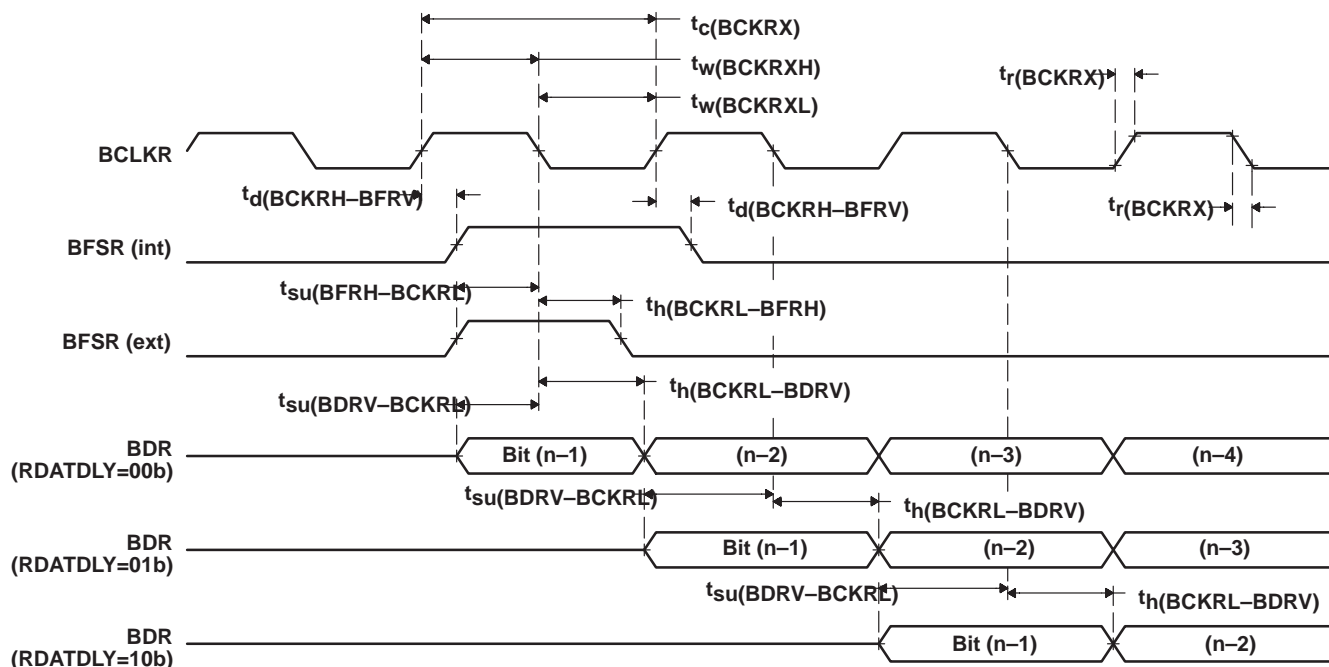 tc(BCKRX)
tw(BCKRXH)
tr(BCKRX)
tw(BCKRXL)
BCLKR
td(BCKRH–BFRV)
td(BCKRH–BFRV)
tr(BCKRX)
BFSR (int)
tsu(BFRH–BCKRL)
th(BCKRL–BFRH)
BFSR (ext)
th(BCKRL–BDRV)
tsu(BDRV–BCKRL)
BDR
(RDATDLY=00b)
Bit (n–1) (n–2) (n–3) (n–4)
tsu(BDRV–BCKRL)
th(BCKRL–BDRV)
BDR
(RDATDLY=01b)
Bit (n–1) (n–2) (n–3)
tsu(BDRV–BCKRL)
th(BCKRL–BDRV)
BDR
(RDATDLY=10b)
Bit (n–1) (n–2)